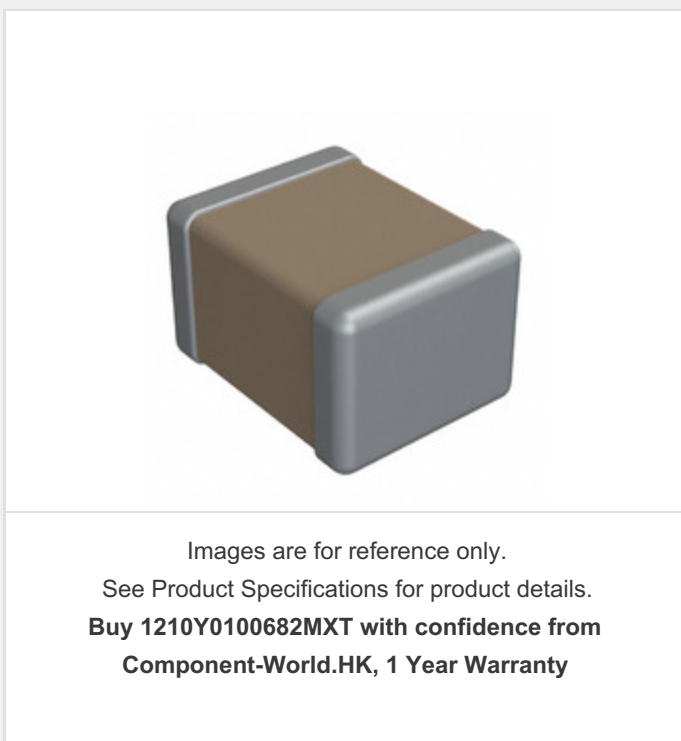 Images are for reference only.
See Product Specifications for product details.
Buy 1210Y0100682MXT with confidence from
Component-World.HK, 1 Year Warranty